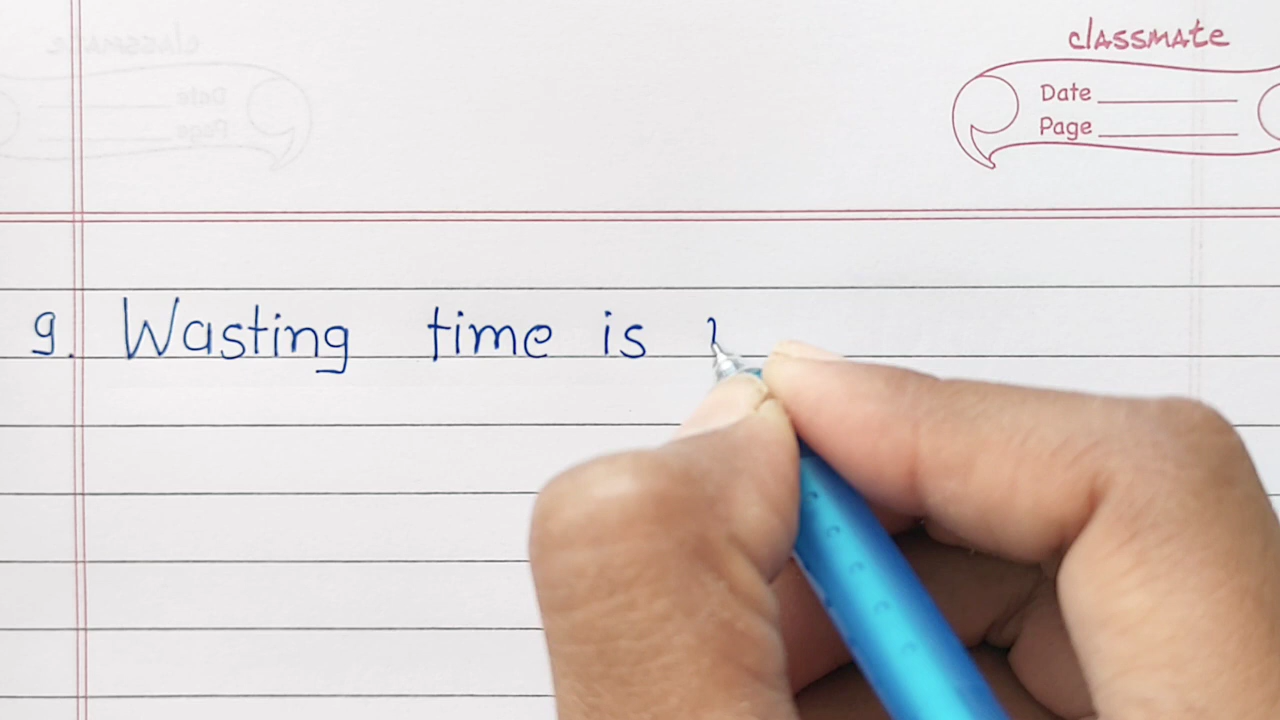 classmate
Date
Page
9. Wasting time is